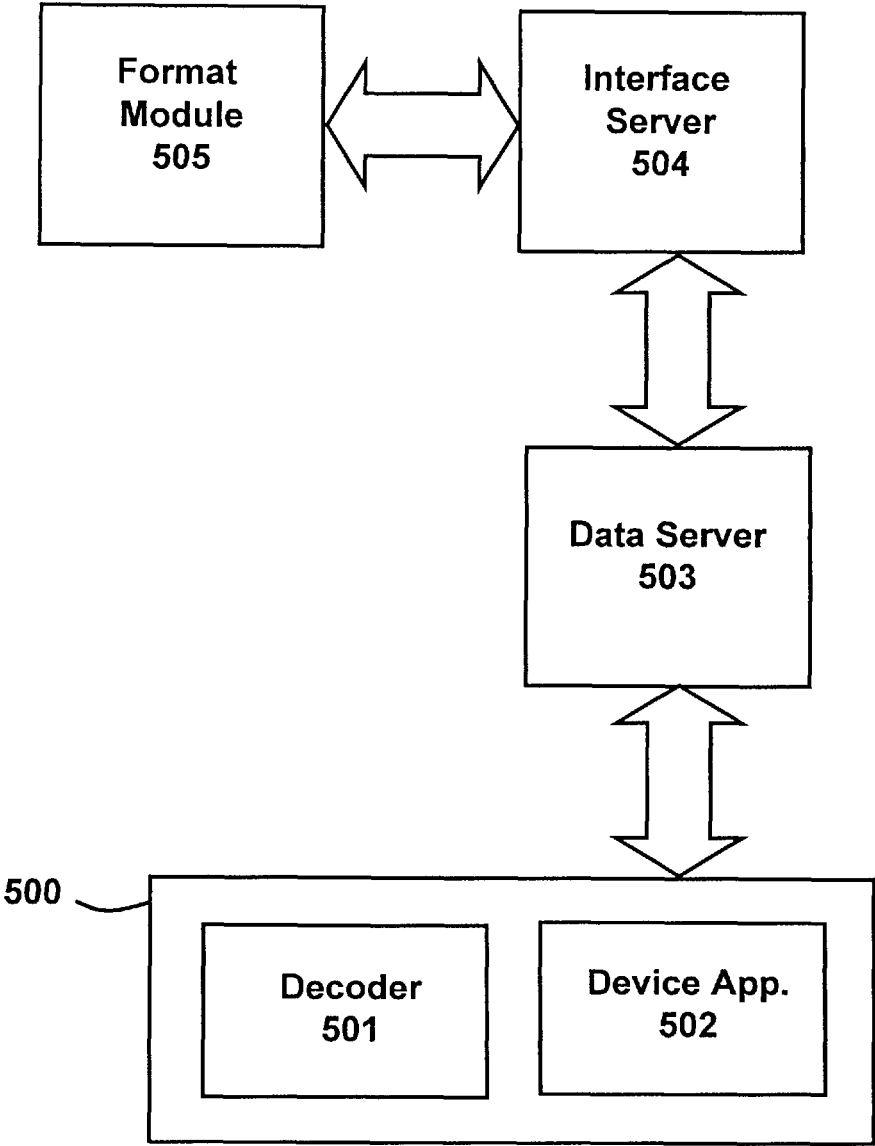 Format
Module
505
Interface
Server
504
Data Server
503
500
Decoder
501
Device App.
502